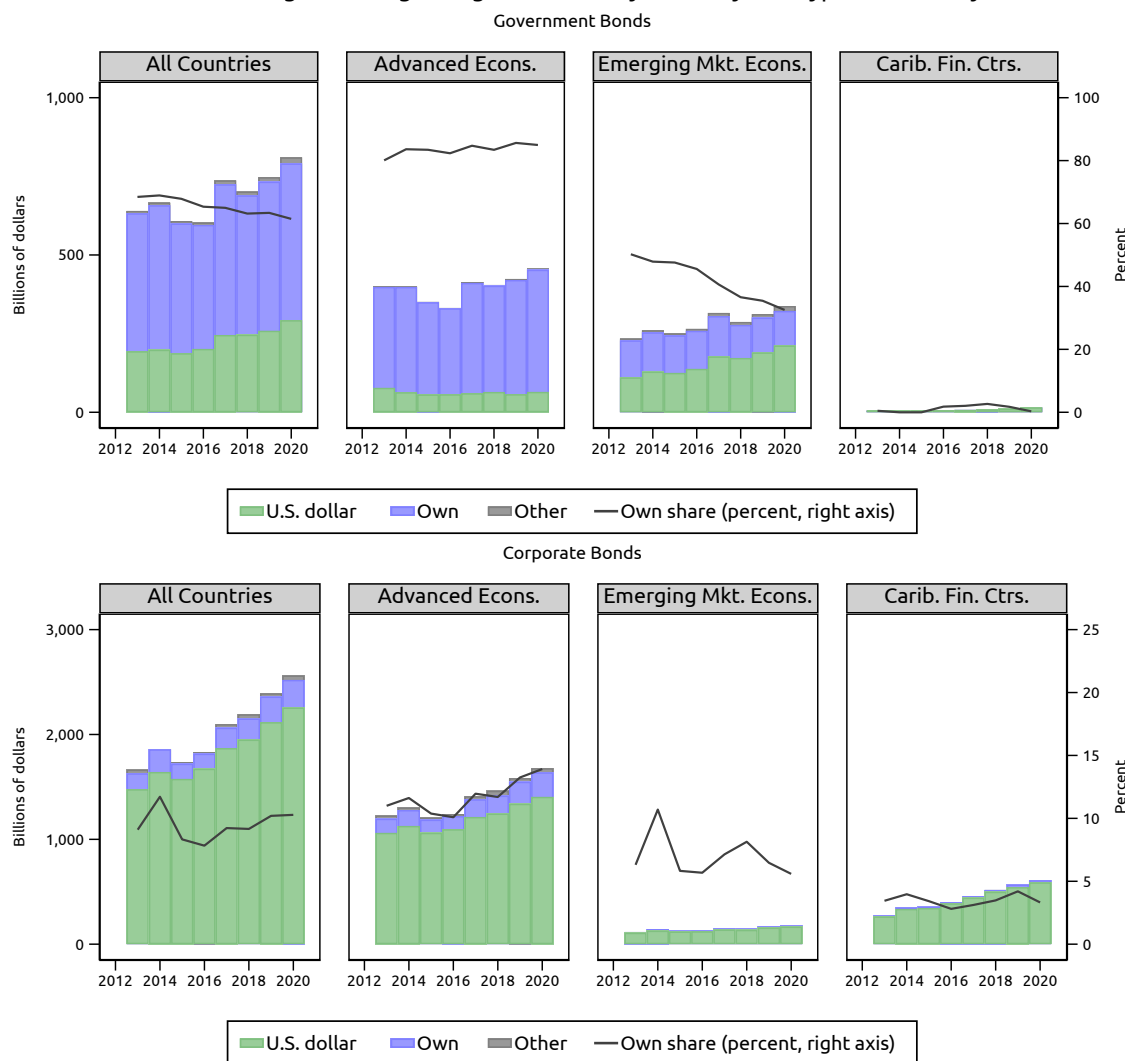 Government Bonds
All Countries
Advanced Econs.
Emerging Mkt. Econs.
Carib. Fin. Ctrs.
Billions of dollars
1,000
500
0
100
80
60
40
20
0
Percent
2012 2014 2016 2018 2020
2012 2014 2016 2018 2020
2012 2014 2016 2018 2020
2012 2014 2016 2018 2020
U.S. dollar Own Other Own share (percent, right axis)
Corporate Bonds
All Countries
Advanced Econs.
Emerging Mkt. Econs.
Carib. Fin. Ctrs.
Billions of dollars
3,000
2,000
1,000
0
25
20
15
10
5
0
Percent
2012 2014 2016 2018 2020
2012 2014 2016 2018 2020
2012 2014 2016 2018 2020
2012 2014 2016 2018 2020
U.S. dollar Own Other Own share (percent, right axis)